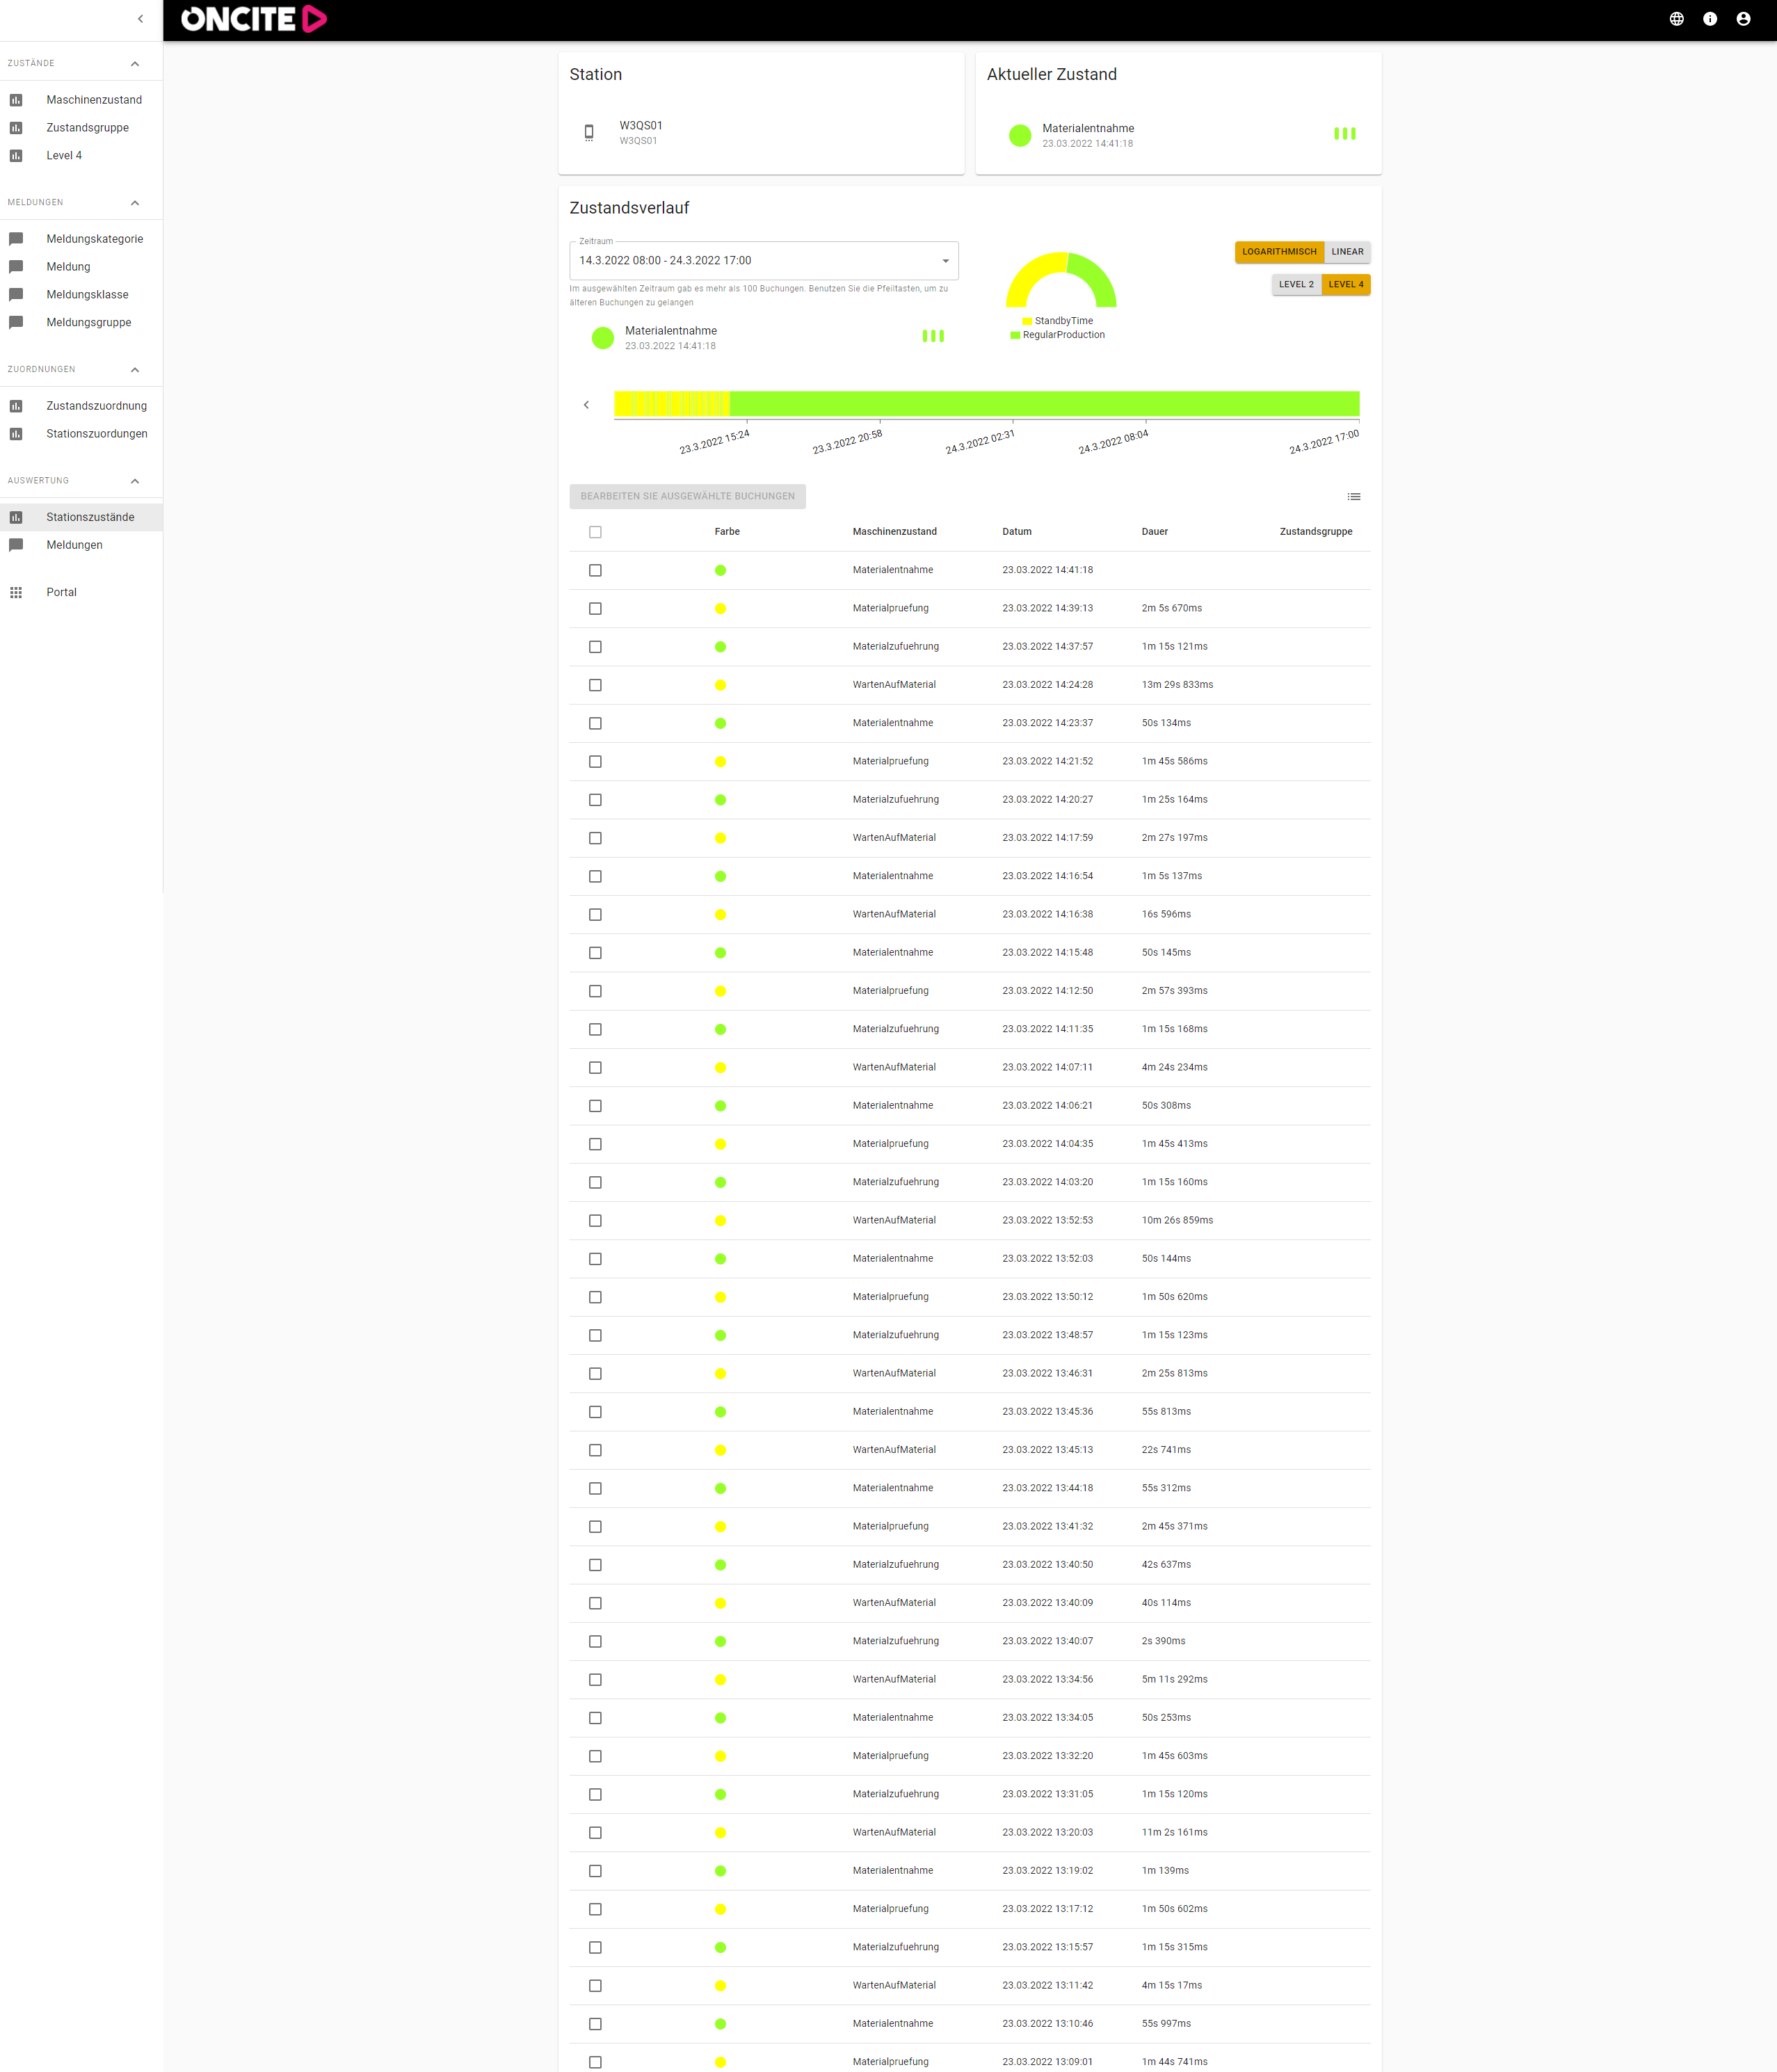 ONCITE
ZUSTÄNDE
Maschinenzustand
Zustandsgruppe
Level 4
MELDUNGEN
Meldungskategorie
Meldung
Meldungsklasse
Meldungsgruppe
ZUORDNUNGEN
Zustandszuordnung
Stationszuordungen
AUSWERTUNG
Stationszustände
Meldungen
Portal
Station
W3QS01
W3QS01
Aktueller Zustand
Materialentnahme
23.03.2022 14:41:18
Zustandsverlauf
Zeitraum
14.3.2022 08:00 - 24.3.2022 17:00
Im ausgewählten Zeitraum gab es mehr als 100 Buchungen. Benutzen Sie die Pfeiltasten, um zu
älteren Buchungen zu gelangen
Materialentnahme
23.03.2022 14:41:18
StandbyTime
RegularProduction
LOGARITHMISCH LINEAR
LEVEL 2 LEVEL 4
23.3.2022 15:24 23.3.2022 20:58 24.3.2022 02:31 24.3.2022 08:04 24.3.2022 17:00
BEARBEITEN SIE AUSGEWÄHLTE BUCHUNGEN
Farbe Maschinenzustand Datum Dauer Zustandsgruppe
Materialentnahme 23.03.2022 14:41:18
Materialpruefung 23.03.2022 14:39:13 2m 5s 670ms
Materialzufuehrung 23.03.2022 14:37:57 1m 15s 121ms
WartenAufMaterial 23.03.2022 14:24:28 13m 29s 833ms
Materialentnahme 23.03.2022 14:23:37 50s 134ms
Materialpruefung 23.03.2022 14:21:52 1m 45s 586ms
Materialzufuehrung 23.03.2022 14:20:27 1m 25s 164ms
WartenAufMaterial 23.03.2022 14:17:59 2m 27s 197ms
Materialentnahme 23.03.2022 14:16:54 1m 5s 137ms
WartenAufMaterial 23.03.2022 14:16:38 16s 596ms
Materialentnahme 23.03.2022 14:15:48 50s 145ms
Materialpruefung 23.03.2022 14:12:50 2m 57s 393ms
Materialzufuehrung 23.03.2022 14:11:35 1m 15s 168ms
WartenAufMaterial 23.03.2022 14:07:11 4m 24s 234ms
Materialentnahme 23.03.2022 14:06:21 50s 308ms
Materialpruefung 23.03.2022 14:04:35 1m 45s 413ms
Materialzufuehrung 23.03.2022 14:03:20 1m 15s 160ms
WartenAufMaterial 23.03.2022 13:52:53 10m 26s 859ms
Materialentnahme 23.03.2022 13:52:03 50s 144ms
Materialpruefung 23.03.2022 13:50:12 1m 50s 620ms
Materialzufuehrung 23.03.2022 13:48:57 1m 15s 123ms
WartenAufMaterial 23.03.2022 13:46:31 2m 25s 813ms
Materialentnahme 23.03.2022 13:45:36 55s 813ms
WartenAufMaterial 23.03.2022 13:45:13 22s 741ms
Materialentnahme 23.03.2022 13:44:18 55s 312ms
Materialpruefung 23.03.2022 13:41:32 2m 45s 371ms
Materialzufuehrung 23.03.2022 13:40:50 42s 637ms
WartenAufMaterial 23.03.2022 13:40:09 40s 114ms
Materialzufuehrung 23.03.2022 13:40:07 2s 390ms
WartenAufMaterial 23.03.2022 13:34:56 5m 11s 292ms
Materialentnahme 23.03.2022 13:34:05 50s 253ms
Materialpruefung 23.03.2022 13:32:20 1m 45s 603ms
Materialzufuehrung 23.03.2022 13:31:05 1m 15s 120ms
WartenAufMaterial 23.03.2022 13:20:03 11m 2s 161ms
Materialentnahme 23.03.2022 13:19:02 1m 139ms
Materialpruefung 23.03.2022 13:17:12 1m 50s 602ms
Materialzufuehrung 23.03.2022 13:15:57 1m 15s 315ms
WartenAufMaterial 23.03.2022 13:11:42 4m 15s 17ms
Materialentnahme 23.03.2022 13:10:46 55s 997ms
Materialpruefung 23.03.2022 13:09:01 1m 44s 741ms